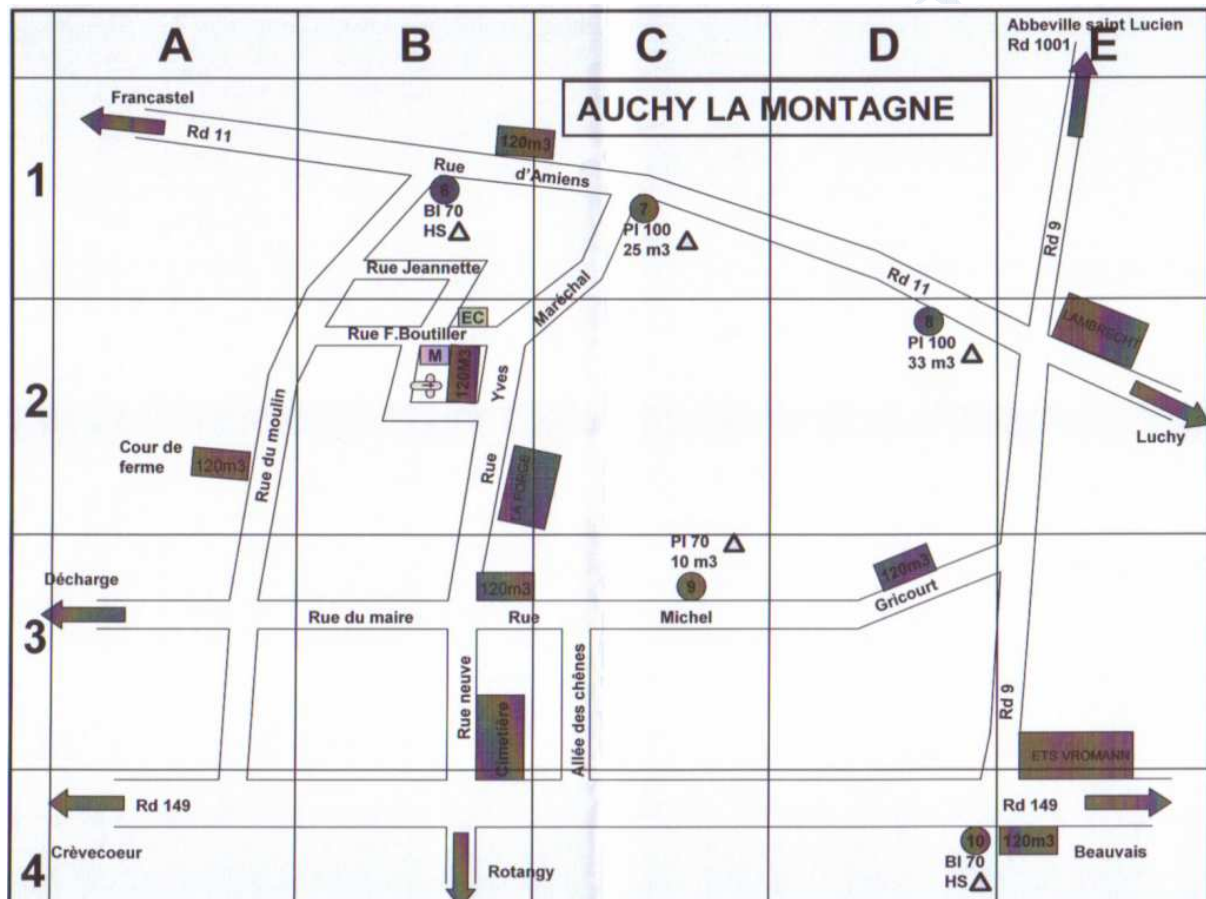 A B C D E
Abbeville saint Lucien
Rd 1001
AUCHY LA MONTAGNE
Francastel
Rd 11
1
Rue
d'Amiens
120m3
6
BI 70
HS
7
PI 100
25 m3
Rd 9
Rue Jeannette
Maréchal
Rd 11
EC
Rue F.Boutiller
8
PI 100
33 m3
LAMBRECHT
M
120M3
Yves
2
Luchy
Cour de
ferme
120m3
Rue du moulin
Rue
LA FORGE
PI 70
10 m3
9
Décharge
120m3
120m3
Gricourt
Rue du maire
Rue
Michel
3
Rue neuve
Cimetière
Allée des chênes
Rd 9
ETS VROMANN
Rd 149
Rd 149
Crèvecoeur
4
Rotangy
10
120m3
BI 70
HS
Beauvais